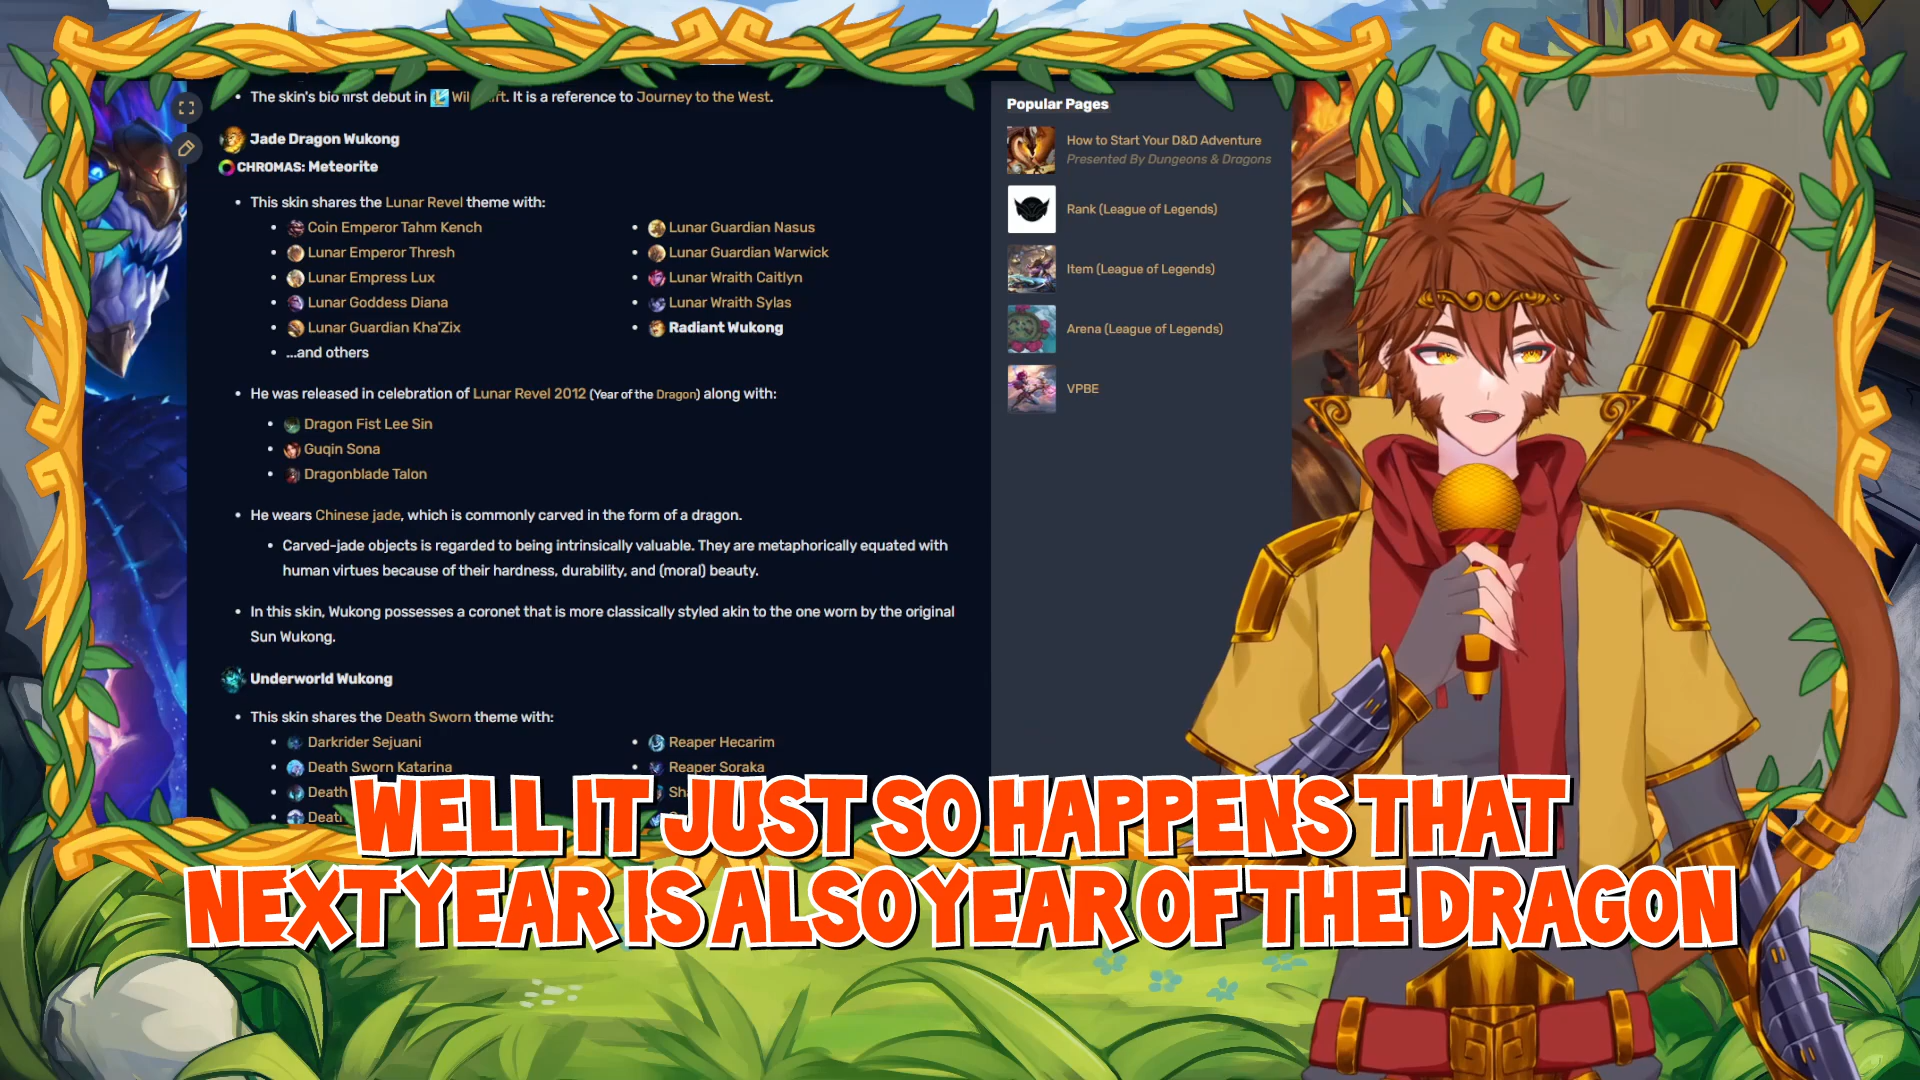 The skin's bio first debut in Wild Rift. It is a reference to Journey to the West.
Jade Dragon Wukong
CHROMAS: Meteorite
This skin shares the Lunar Revel theme with:
Coin Emperor Tahm Kench
Lunar Emperor Thresh
Lunar Empress Lux
Lunar Goddess Diana
Lunar Guardian Kha'Zix
...and others
Lunar Guardian Nasus
Lunar Guardian Warwick
Lunar Wraith Caitlyn
Lunar Wraith Sylas
Radiant Wukong
He was released in celebration of Lunar Revel 2012 (Year of the Dragon) along with:
Dragon Fist Lee Sin
Guqin Sona
Dragonblade Talon
He wears Chinese jade, which is commonly carved in the form of a dragon.
Carved-jade objects is regarded to being intrinsically valuable. They are metaphorically equated with
human virtues because of their hardness, durability, and (moral) beauty.
In this skin, Wukong possesses a coronet that is more classically styled akin to the one worn by the original
Sun Wukong.
Underworld Wukong
This skin shares the Death Sworn theme with:
Darkrider Sejuani
Death Sworn Katarina
Death
Reaper Hecarim
Reaper Soraka
Popular Pages
How to Start Your D&D Adventure
Presented By Dungeons & Dragons
Rank (League of Legends)
Item (League of Legends)
Arena (League of Legends)
VPBE
WELL IT JUST SO HAPPENS THAT
NEXT YEAR IS ALSO YEAR OF THE DRAGON